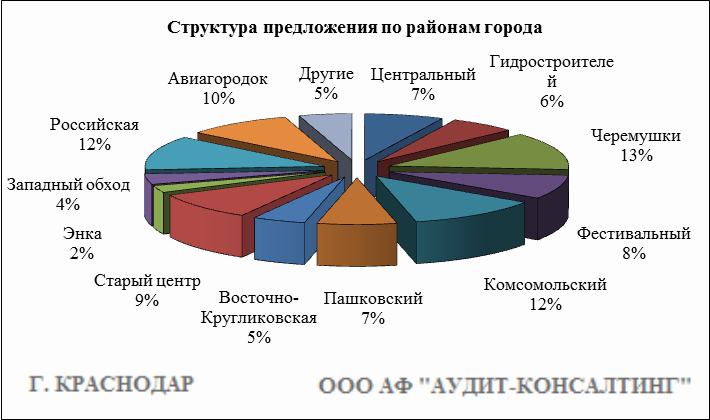 Структура предложения по районам города
Другие
5%
Центральный
7%
Гидростроителе
й
6%
Авиагородок
10%
Российская
12%
Черемушки
13%
Западный обход
4%
Энка
2%
Фестивальный
8%
Старый центр
9%
Восточно-
Кругликовская
5%
Пашковский
7%
Комсомольский
12%
Г. КРАСНОДАР
ООО АФ "АУДИТ-КОНСАЛТИНГ"